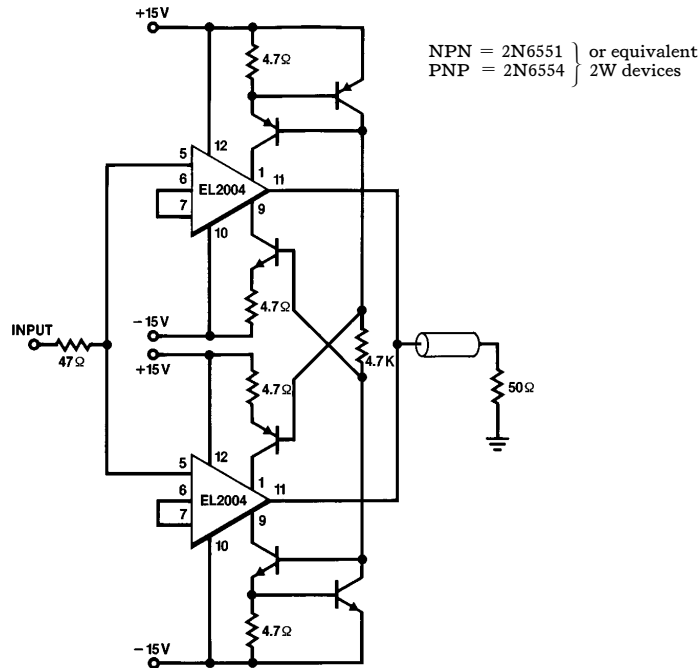 +15V
4.7Ω
NPN = 2N6551
PNP = 2N6554
} or equivalent
2W devices
5
12
6
EL2004
1
11
7
9
10
-15V
4.7Ω
INPUT
47Ω
+15V
4.7Ω
4.7K
50Ω
5
12
6
EL2004
1
11
7
9
10
4.7Ω
-15V